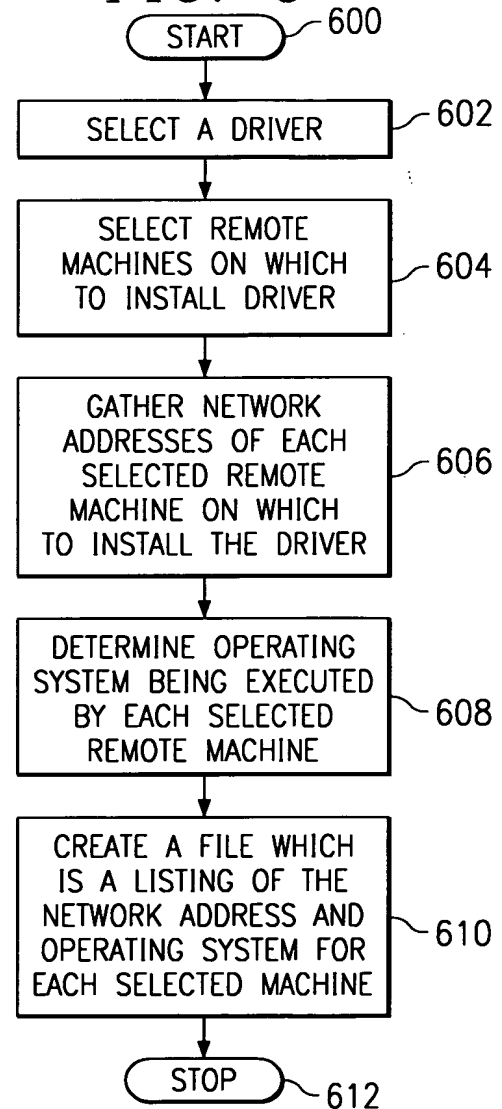 START
600
SELECT A DRIVER
602
SELECT REMOTE
MACHINES ON WHICH
TO INSTALL DRIVER
604
GATHER NETWORK
ADDRESSES OF EACH
SELECTED REMOTE
MACHINE ON WHICH
TO INSTALL THE DRIVER
606
DETERMINE OPERATING
SYSTEM BEING EXECUTED
BY EACH SELECTED
REMOTE MACHINE
608
CREATE A FILE WHICH
IS A LISTING OF THE
NETWORK ADDRESS AND
OPERATING SYSTEM FOR
EACH SELECTED MACHINE
610
STOP
612